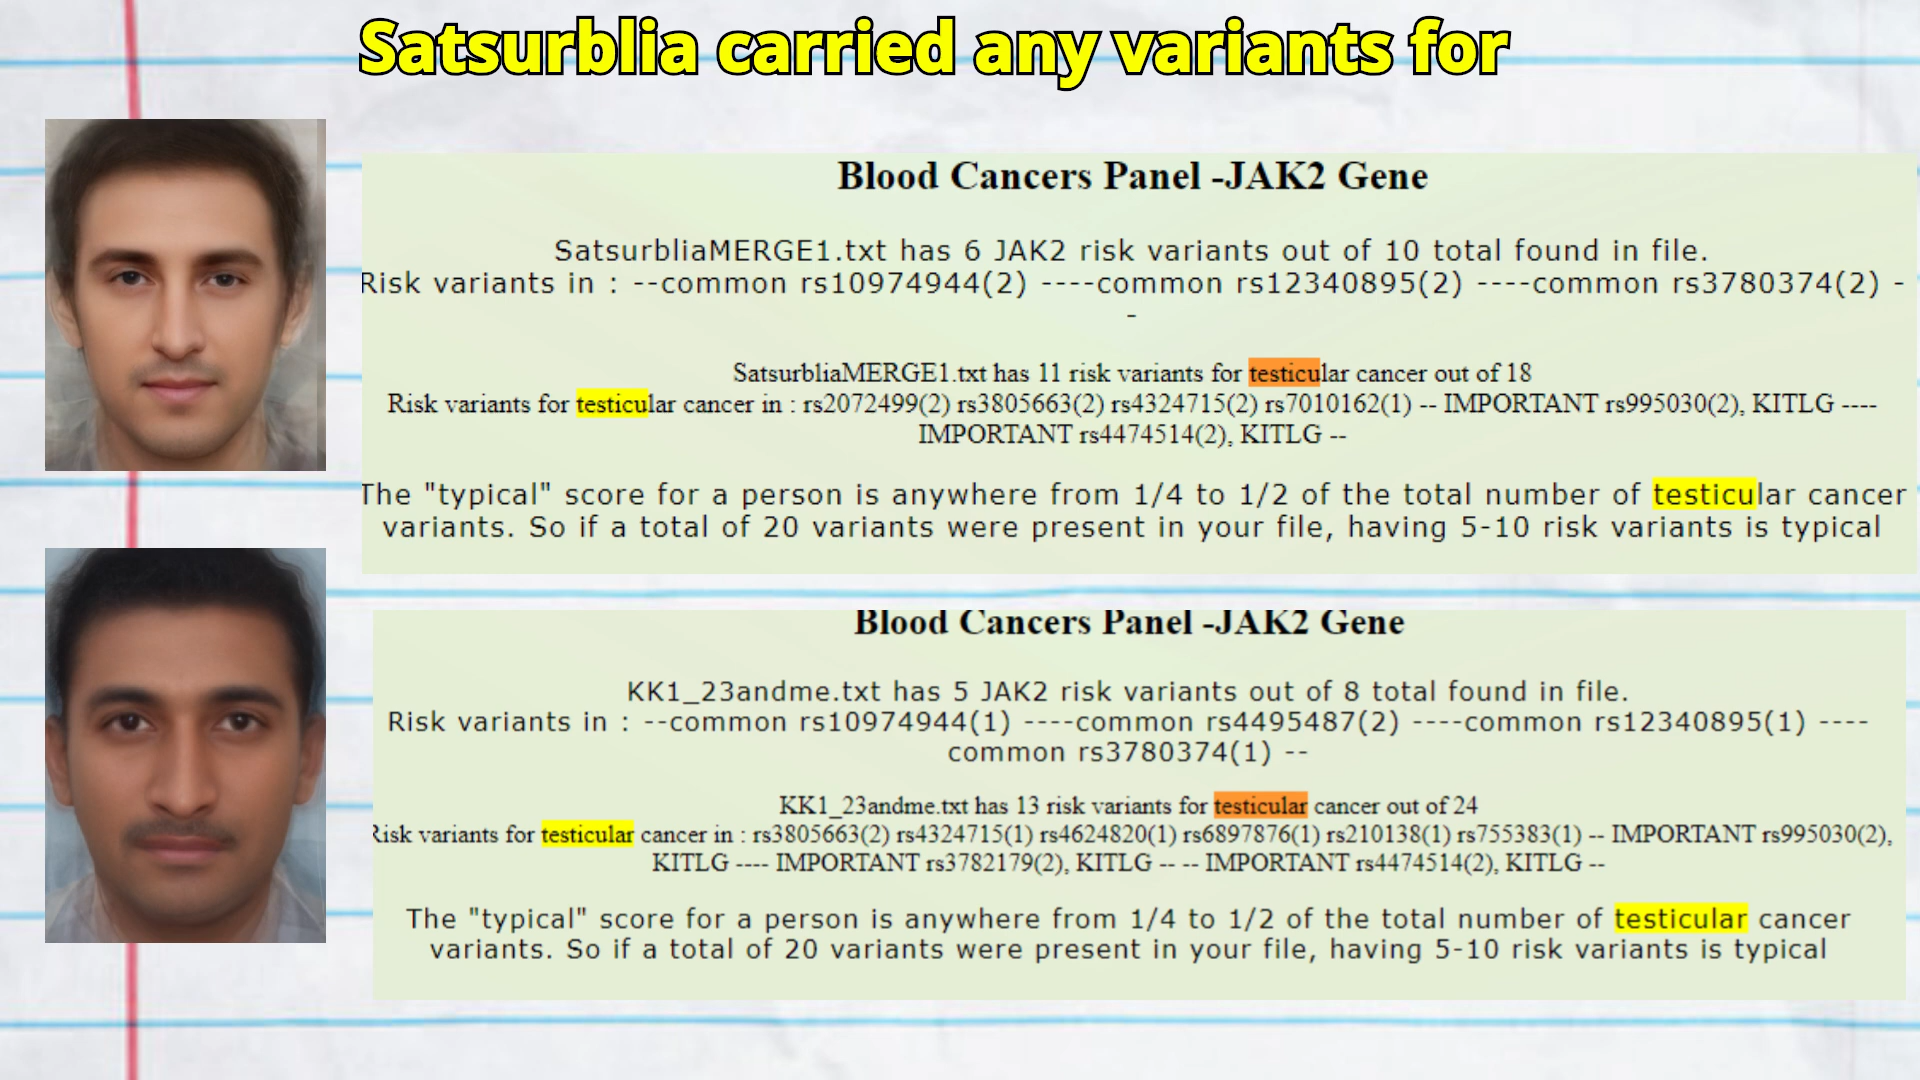 Satsurblia carried any variants for
Blood Cancers Panel -JAK2 Gene
SatsurbliaMERGE1.txt has 6 JAK2 risk variants out of 10 total found in file.
Risk variants in : --common rs10974944(2) ----common rs12340895(2) ----common rs3780374(2) -
-
SatsurbliaMERGE1.txt has 11 risk variants for testicular cancer out of 18
Risk variants for testicular cancer in : rs2072499(2) rs3805663(2) rs4324715(2) rs7010162(1) -- IMPORTANT rs995030(2), KITLG ----
IMPORTANT rs4474514(2), KITLG --
The "typical" score for a person is anywhere from 1/4 to 1/2 of the total number of testicular cancer
variants. So if a total of 20 variants were present in your file, having 5-10 risk variants is typical
Blood Cancers Panel -JAK2 Gene
KK1_23andme.txt has 5 JAK2 risk variants out of 8 total found in file.
Risk variants in : --common rs10974944(1) ----common rs4495487(2) ----common rs12340895(1) ----
common rs3780374(1) --
KK1_23andme.txt has 13 risk variants for testicular cancer out of 24
Risk variants for testicular cancer in : rs3805663(2) rs4324715(1) rs4624820(1) rs6897876(1) rs210138(1) rs755383(1) -- IMPORTANT rs995030(2),
KITLG ---- IMPORTANT rs3782179(2), KITLG -- -- IMPORTANT rs4474514(2), KITLG --
The "typical" score for a person is anywhere from 1/4 to 1/2 of the total number of testicular cancer
variants. So if a total of 20 variants were present in your file, having 5-10 risk variants is typical